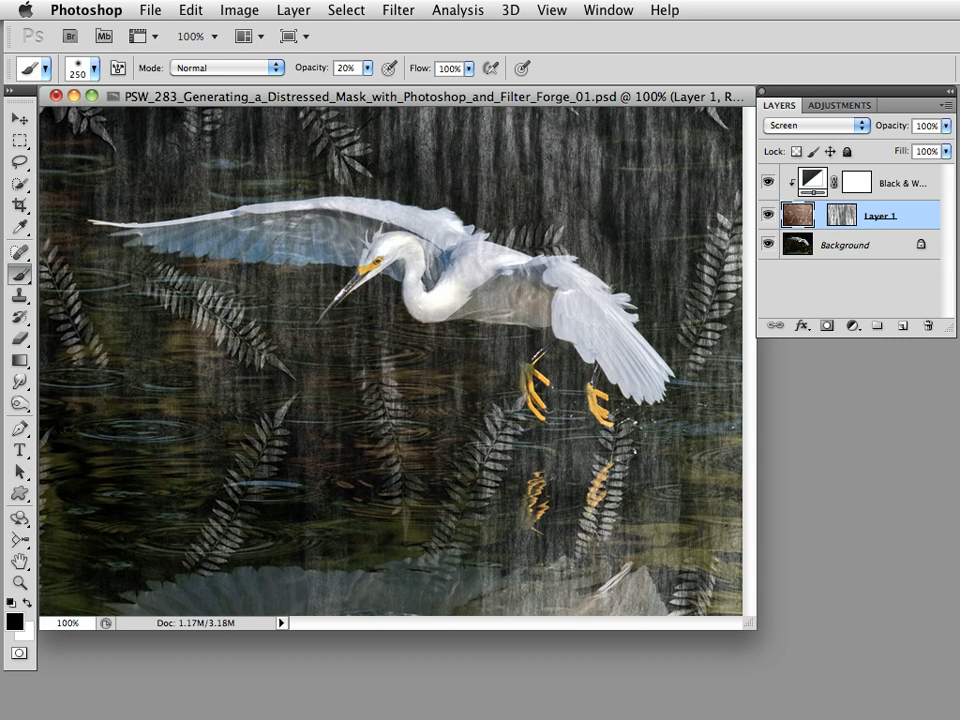 Photoshop File Edit Image Layer Select Filter Analysis 3D View Window Help
Ps Br Mb 100%
250 Mode: Normal Opacity: 20% Flow: 100%
PSW_283_Generating_a_Distressed_Mask_with_Photoshop_and_Filter_Forge_01.psd @ 100% (Layer 1, R...
LAYERS ADJUSTMENTS
Screen Opacity: 100%
Lock: Fill: 100%
Black & W...
Layer 1
Background
T
100% Doc: 1.17M/3.18M